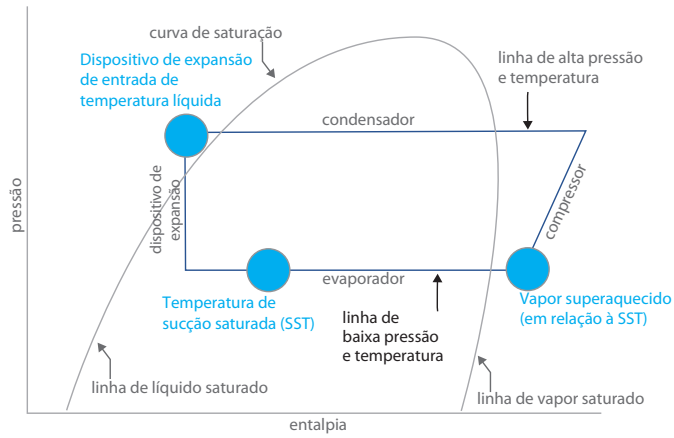 curva de saturação
Dispositivo de expansão
de entrada de
temperatura líquida
linha de alta pressão
e temperatura
condensador
pressão
dispositivo de
expansão
compressor
evaporador
Temperatura de
sucção saturada (SST)
linha de
baixa pressão
e temperatura
Vapor superaquecido
(em relação à SST)
linha de líquido saturado
linha de vapor saturado
entalpia